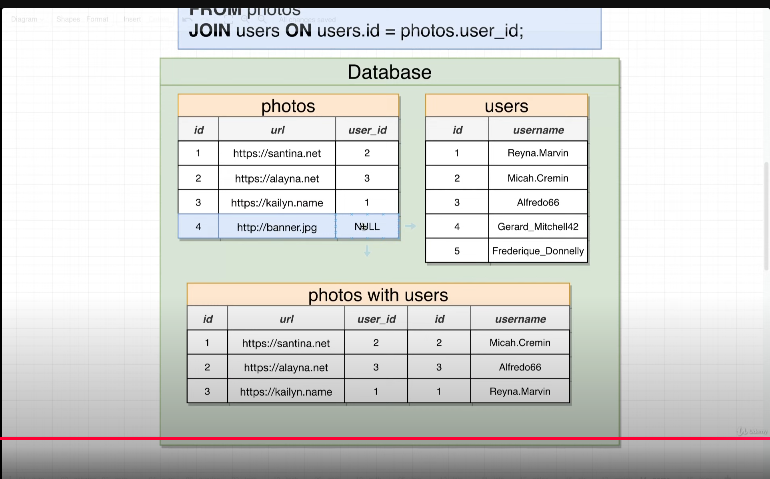 FROM photos
JOIN users ON users.id = photos.user_id;
Database
photos
id url user_id
1 https://santina.net 2
2 https://alayna.net 3
3 https://kailyn.name 1
4 http://banner.jpg NULL
users
id username
1 Reyna.Marvin
2 Micah.Cremin
3 Alfredo66
4 Gerard_Mitchell42
5 Frederique_Donnelly
photos with users
id url user_id id username
1 https://santina.net 2 2 Micah.Cremin
2 https://alayna.net 3 3 Alfredo66
3 https://kailyn.name 1 1 Reyna.Marvin